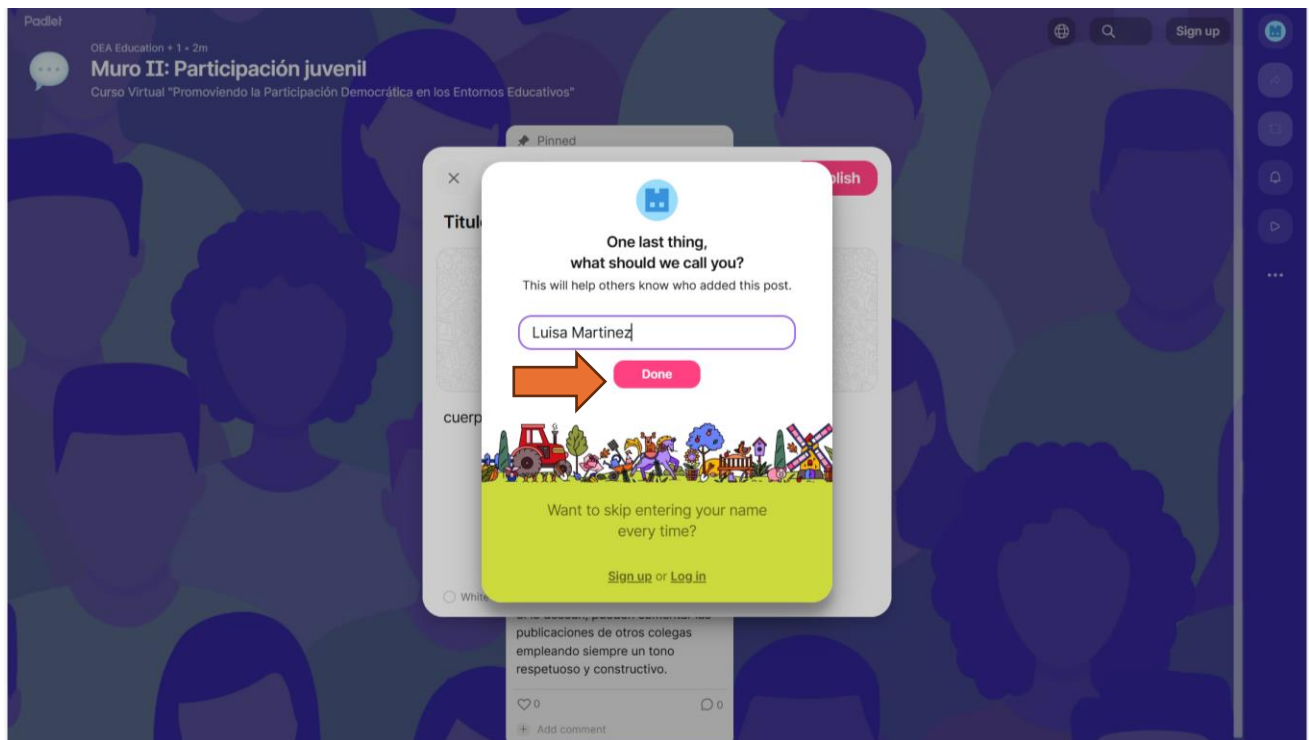 Padlet
OEA Education + 1 • 2m
Muro II: Participación juvenil
Curso Virtual "Promoviendo la Participación Democrática en los Entornos Educativos"
Sign up
Pinned
One last thing,
what should we call you?
This will help others know who added this post.
Luisa Martinez
Done
Want to skip entering your name
every time?
Sign up or Log in
White
publicaciones de otros colegas
empleando siempre un tono
respetuoso y constructivo.
0
0
Add comment